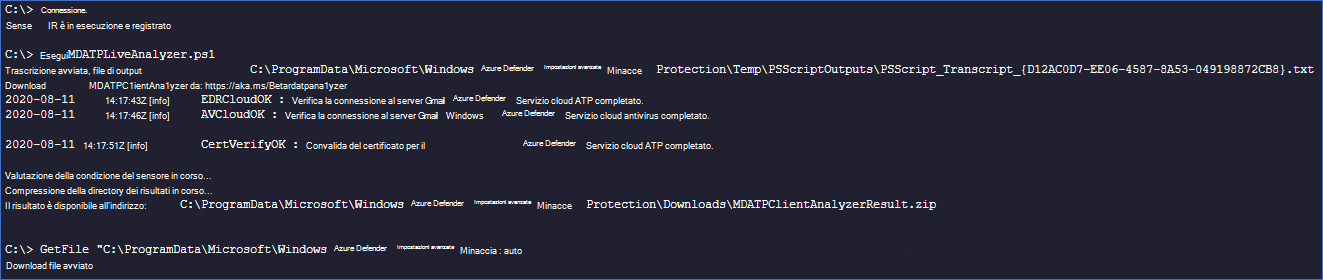 C:\> Connessione.
Sense IR è in esecuzione e registrato
C:\> EseguiMDATPLiveAnalyzer.ps1
Trascrizione avviata, file di output C:\ProgramData\Microsoft\Windows Azure Defender Impostazioni avanzate Minacce Protection\Temp\PSScriptOutputs\PSScript_Transcript_{D12AC0D7-EE06-4587-8A53-049198872CB8}.txt
Download MDATPC1ientAna1yzer da: https://aka.ms/Betardatpana1yzer
2020-08-11 14:17:43Z [info] EDRCloudOK : Verifica la connessione al server Gmail Azure Defender Servizio cloud ATP completato.
2020-08-11 14:17:46Z [info] AVCloudOK : Verifica la connessione al server Gmail Windows Azure Defender Servizio cloud antivirus completato.
2020-08-11 14:17:51Z [info] CertVerifyOK : Convalida del certificato per il Azure Defender Servizio cloud ATP completato.
Valutazione della condizione del sensore in corso...
Compressione della directory dei risultati in corso...
Il risultato è disponibile all'indirizzo: C:\ProgramData\Microsoft\Windows Azure Defender Impostazioni avanzate Minacce Protection\Downloads\MDATPClientAnalyzerResult.zip
C:\> GetFile "C:\ProgramData\Microsoft\Windows Azure Defender Impostazioni avanzate Minaccia : auto
Download file avviato